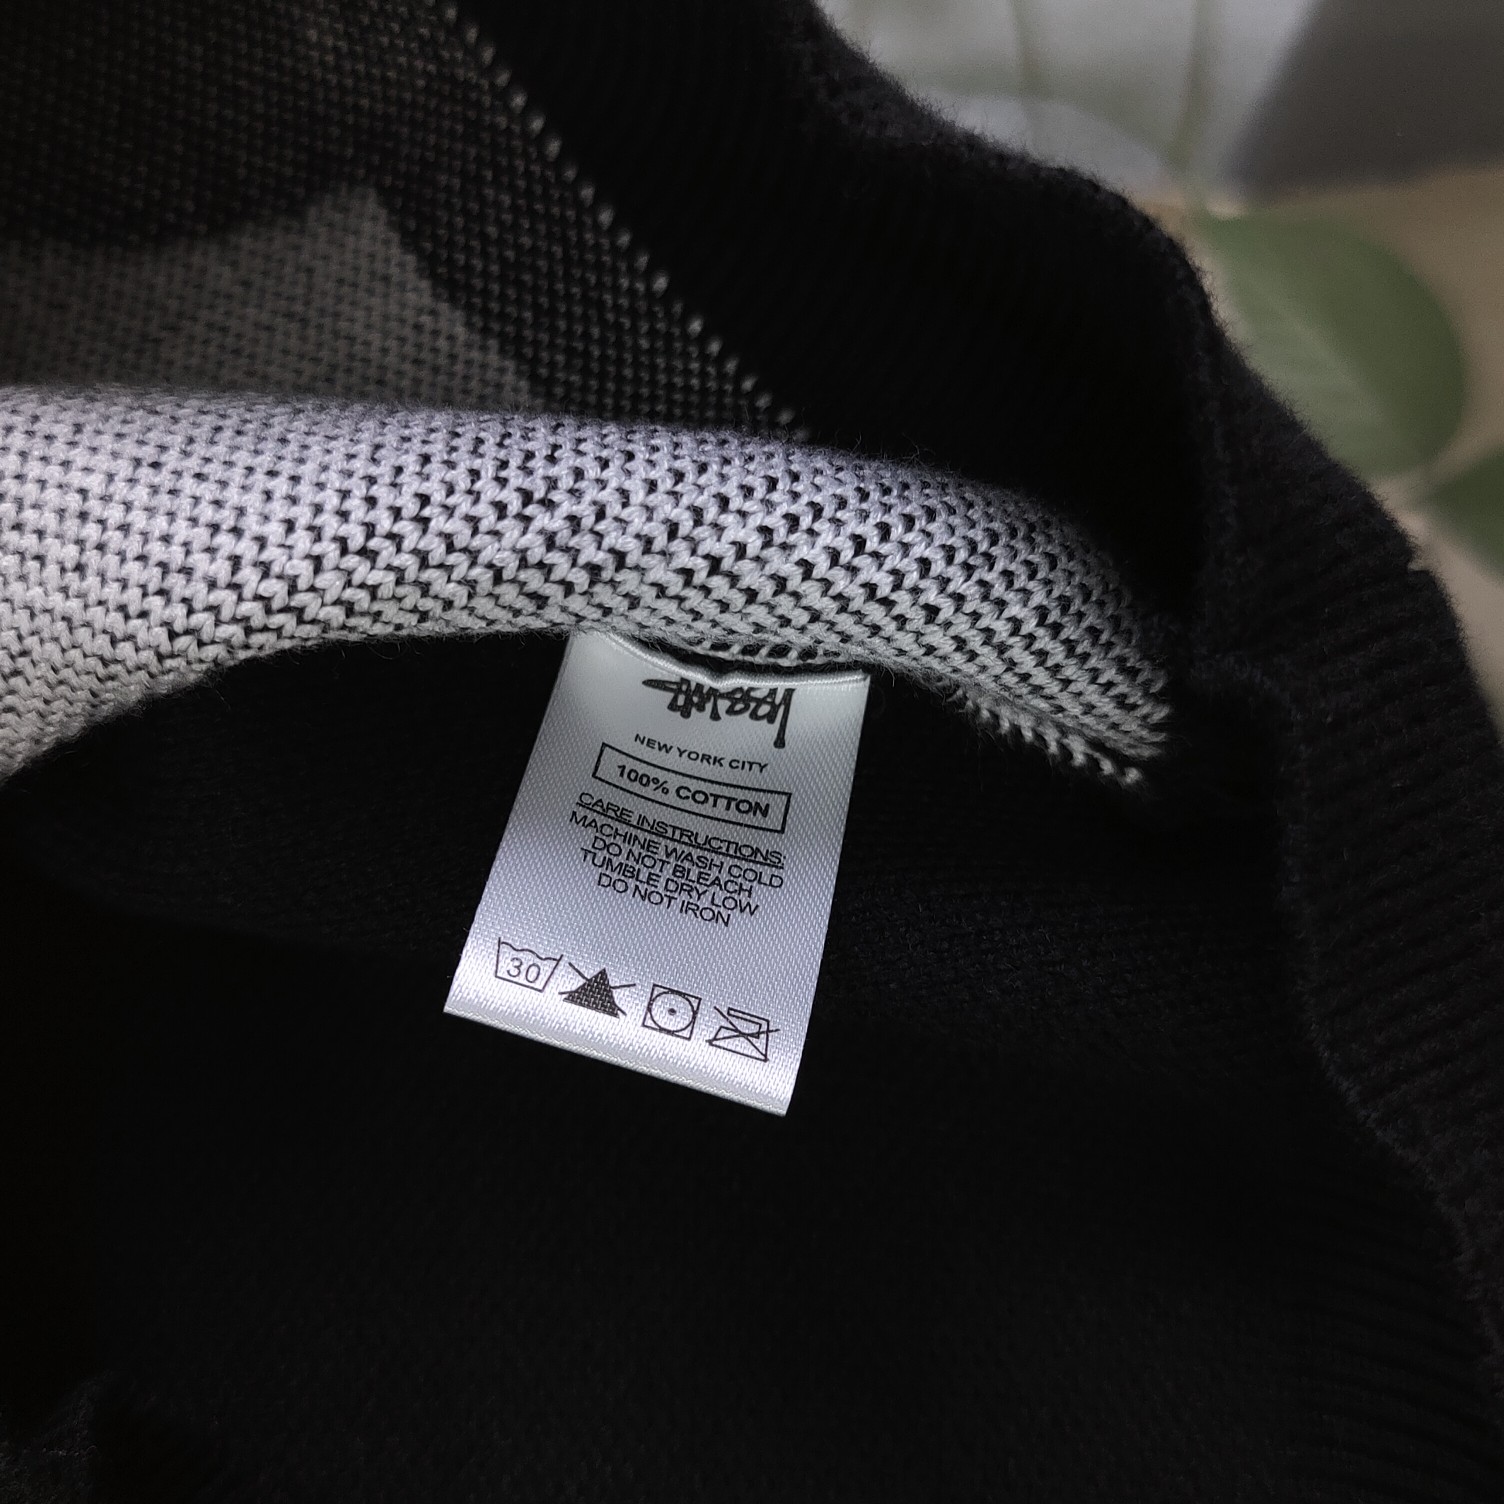 Stüssy
NEW YORK CITY
100% COTTON
CARE INSTRUCTIONS:
MACHINE WASH COLD
DO NOT BLEACH
TUMBLE DRY LOW
DO NOT IRON
30